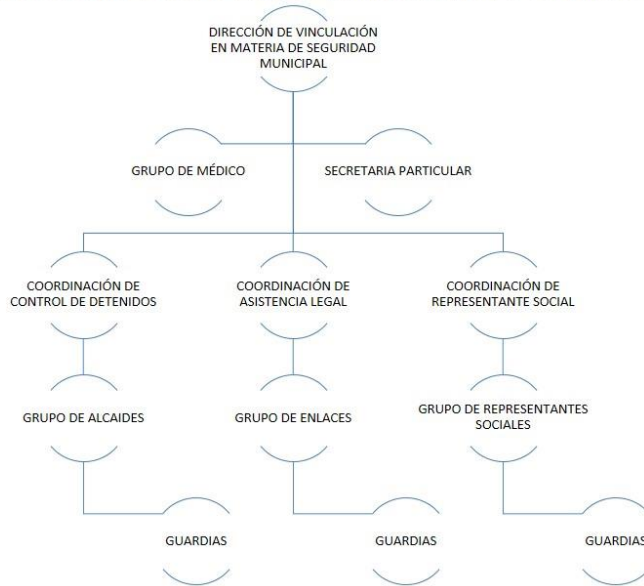 DIRECCIÓN DE VINCULACIÓN
EN MATERIA DE SEGURIDAD
MUNICIPAL
GRUPO DE MÉDICO
SECRETARIA PARTICULAR
COORDINACIÓN DE
CONTROL DE DETENIDOS
COORDINACIÓN DE
ASISTENCIA LEGAL
COORDINACIÓN DE
REPRESENTANTE SOCIAL
GRUPO DE ALCAIDES
GRUPO DE ENLACES
GRUPO DE REPRESENTANTES
SOCIALES
GUARDIAS
GUARDIAS
GUARDIAS